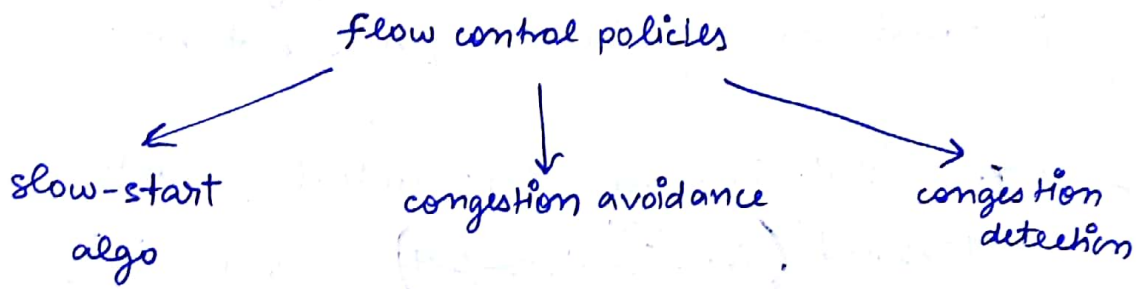 flow control policies
slow-start
algo
congestion avoidance
congestion
detection